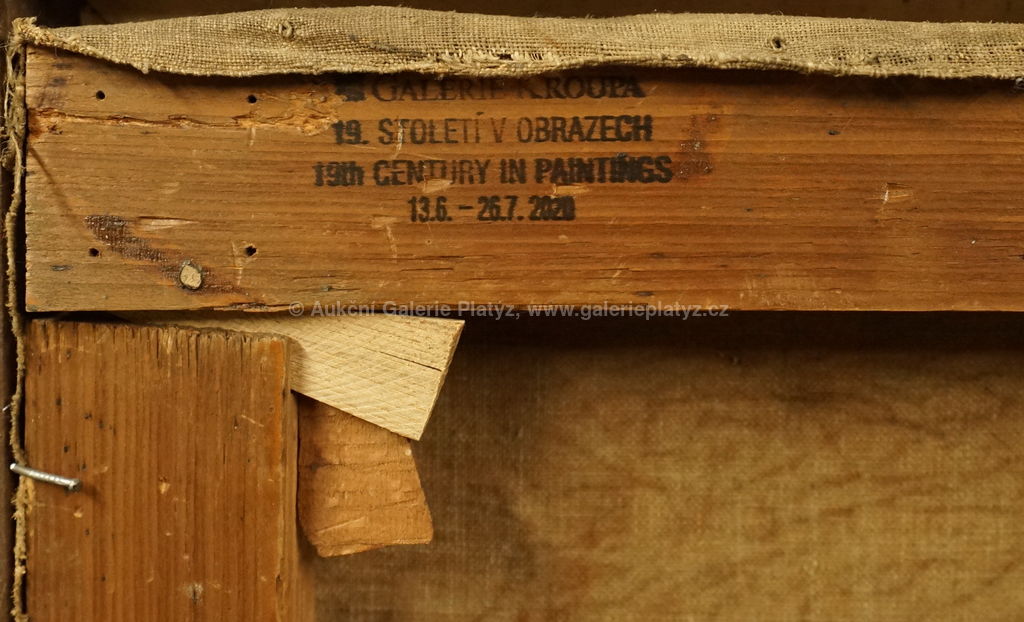 GALERIE KROUPA
19. STOLETÍ V OBRAZECH
19th CENTURY IN PAINTINGS
13.6. – 26.7. 2020
© Aukční Galerie Platýz, www.galerieplatyz.cz